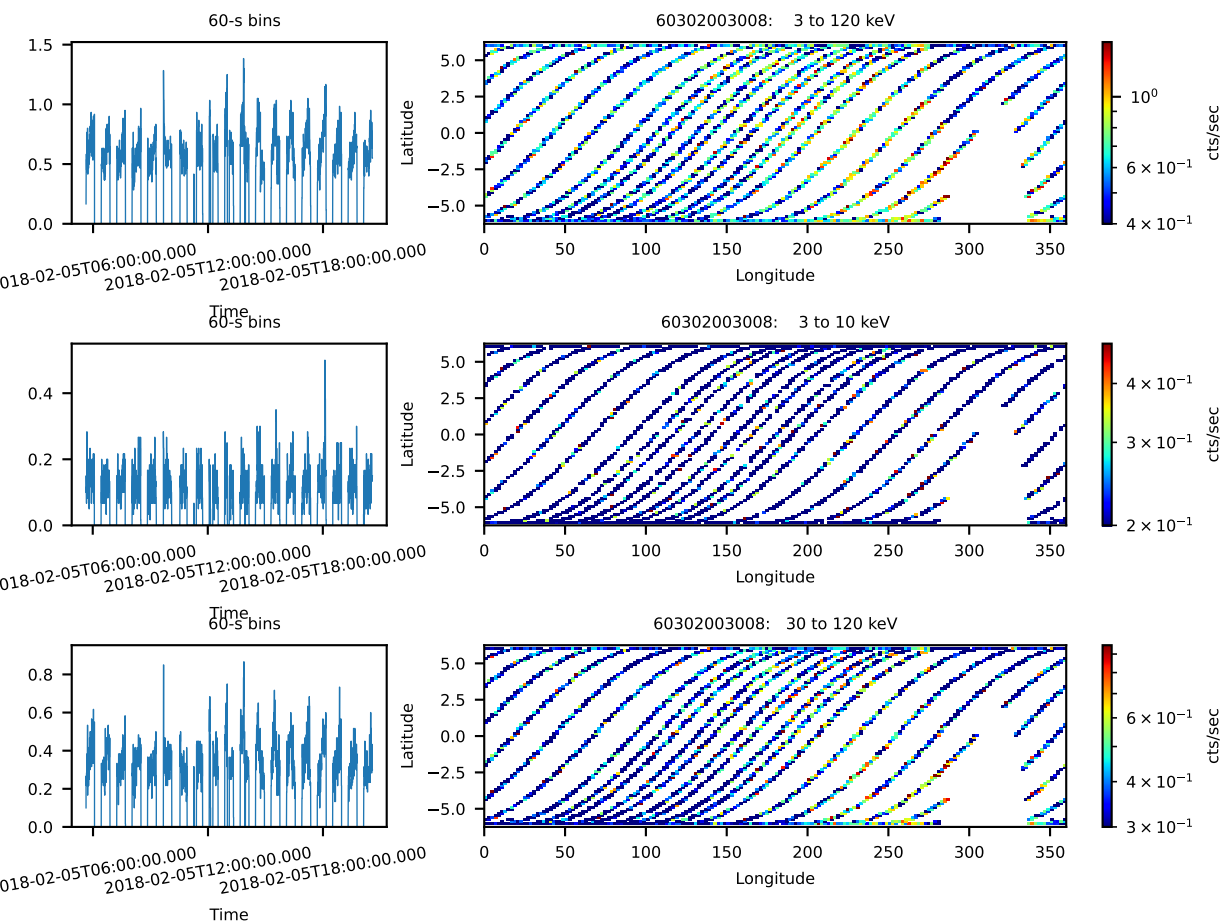 60-s bins
60302003008: 3 to 120 keV
1.5
1.0
0.5
0.0
018-02-05T06:00:00.000
2018-02-05T12:00:00.000
2018-02-05T18:00:00.000
Time
Latitude
5.0
2.5
0.0
−2.5
−5.0
0 50 100 150 200 250 300 350
Longitude
10⁰
6 × 10⁻¹
4 × 10⁻¹
cts/sec
60-s bins
60302003008: 3 to 10 keV
0.4
0.2
0.0
018-02-05T06:00:00.000
2018-02-05T12:00:00.000
2018-02-05T18:00:00.000
Time
Latitude
5.0
2.5
0.0
−2.5
−5.0
0 50 100 150 200 250 300 350
Longitude
4 × 10⁻¹
3 × 10⁻¹
2 × 10⁻¹
cts/sec
60-s bins
60302003008: 30 to 120 keV
0.8
0.6
0.4
0.2
0.0
018-02-05T06:00:00.000
2018-02-05T12:00:00.000
2018-02-05T18:00:00.000
Time
Latitude
5.0
2.5
0.0
−2.5
−5.0
0 50 100 150 200 250 300 350
Longitude
6 × 10⁻¹
4 × 10⁻¹
3 × 10⁻¹
cts/sec